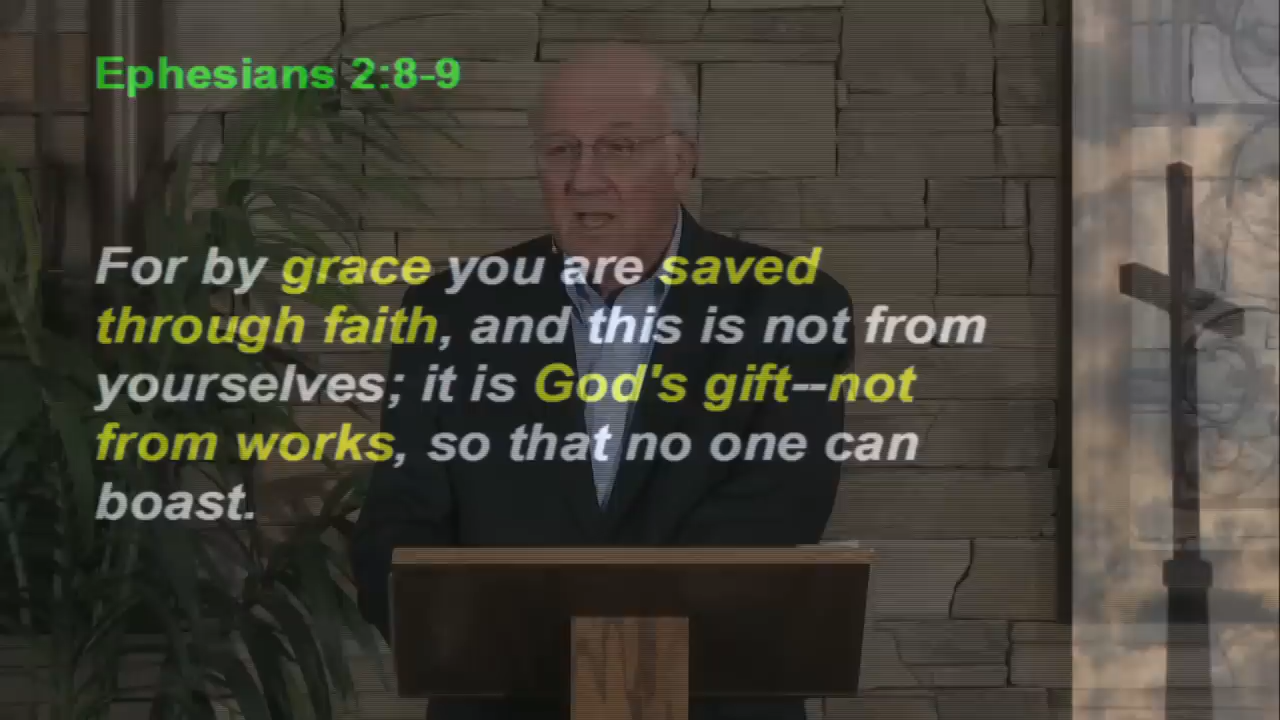 Ephesians 2:8-9
For by grace you are saved
through faith, and this is not from
yourselves; it is God's gift--not
from works, so that no one can
boast.